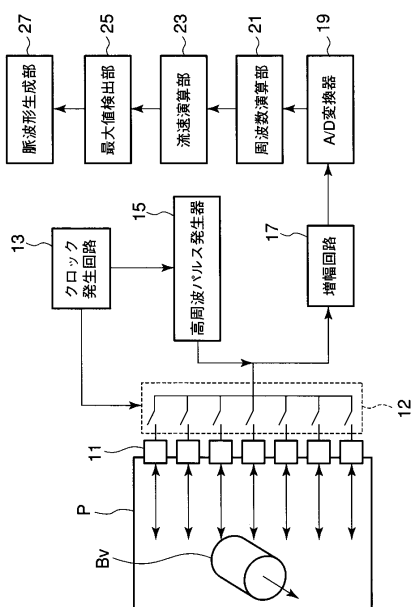 27
脈波形生成部
25
最大値検出部
23
流速演算部
21
周波数演算部
19
A/D変換器
13
クロック
発生回路
15
高周波パルス発生器
17
増幅回路
12
11
P
Bv